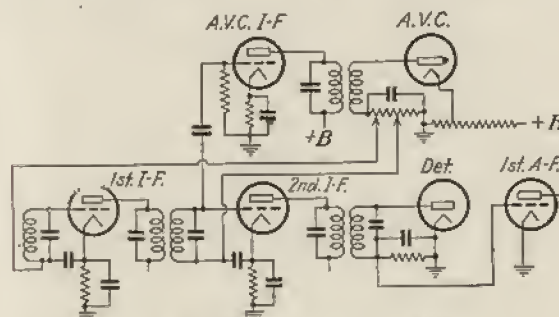 A.V.C. I-F
A.V.C.
+B
+B
1st. I-F.
2nd. I-F.
Det.
1st. A-F.